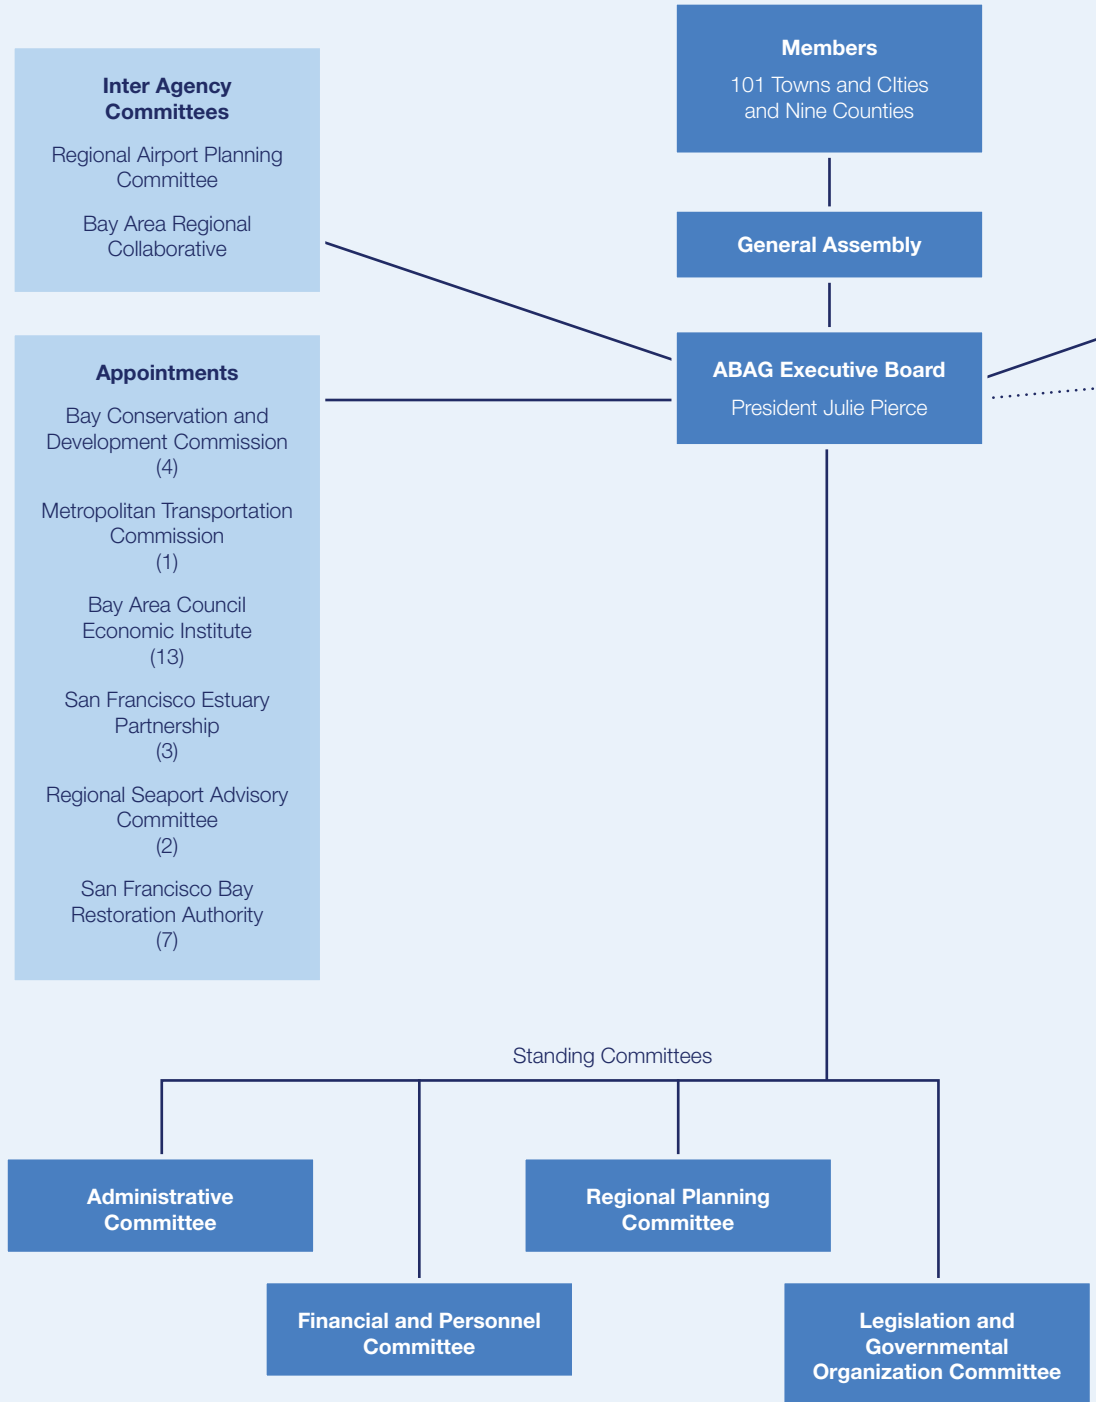 Inter Agency
Committees
Regional Airport Planning
Committee
Bay Area Regional
Collaborative
Members
101 Towns and CIties
and Nine Counties
General Assembly
ABAG Executive Board
President Julie Pierce
Appointments
Bay Conservation and
Development Commission
(4)
Metropolitan Transportation
Commission
(1)
Bay Area Council
Economic Institute
(13)
San Francisco Estuary
Partnership
(3)
Regional Seaport Advisory
Committee
(2)
San Francisco Bay
Restoration Authority
(7)
Standing Committees
Administrative
Committee
Financial and Personnel
Committee
Regional Planning
Committee
Legislation and
Governmental
Organization Committee